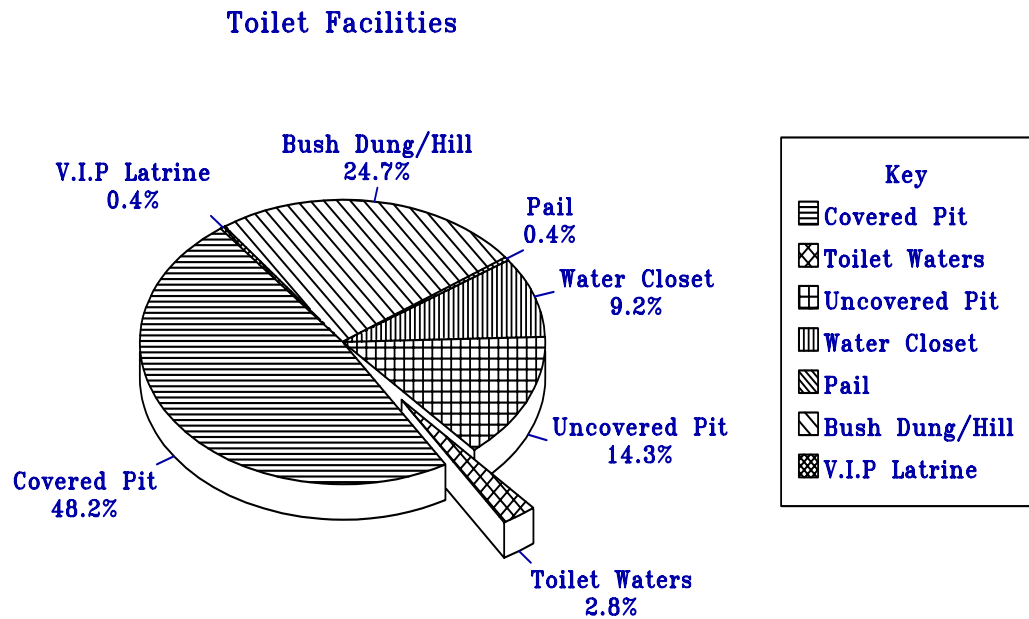 Toilet Facilities
Bush Dung/Hill
24.7%
V.I.P Latrine
0.4%
Pail
0.4%
Water Closet
9.2%
Uncovered Pit
14.3%
Covered Pit
48.2%
Toilet Waters
2.8%
Key
Covered Pit
Toilet Waters
Uncovered Pit
Water Closet
Pail
Bush Dung/Hill
V.I.P Latrine